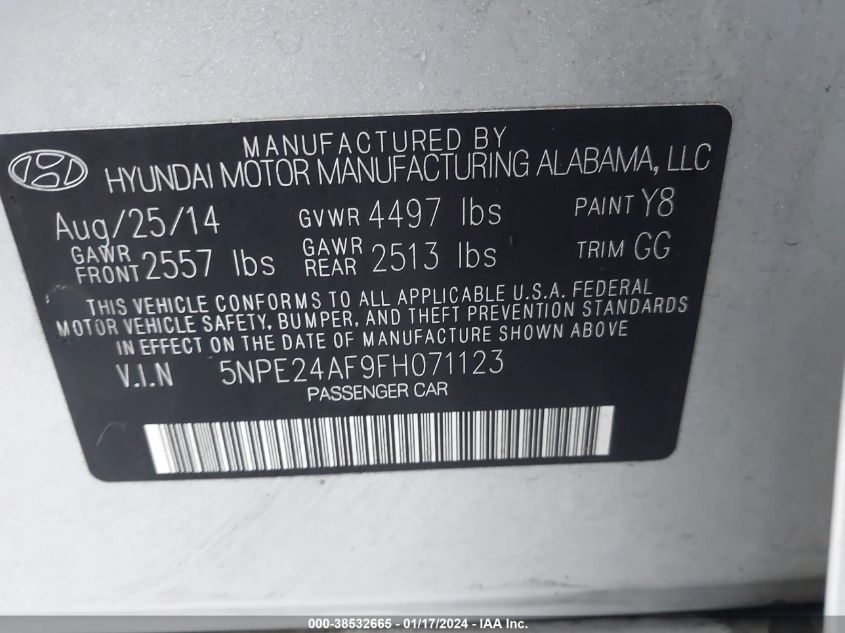 MANUFACTURED BY
HYUNDAI MOTOR MANUFACTURING ALABAMA, LLC
Aug/25/14 GVWR 4497 lbs PAINT Y8
GAWR FRONT 2557 lbs GAWR REAR 2513 lbs TRIM GG
THIS VEHICLE CONFORMS TO ALL APPLICABLE U.S.A. FEDERAL
MOTOR VEHICLE SAFETY, BUMPER, AND THEFT PREVENTION STANDARDS
IN EFFECT ON THE DATE OF MANUFACTURE SHOWN ABOVE
V.I.N 5NPE24AF9FH071123
PASSENGER CAR
000-38532665 - 01/17/2024 - IAA Inc.